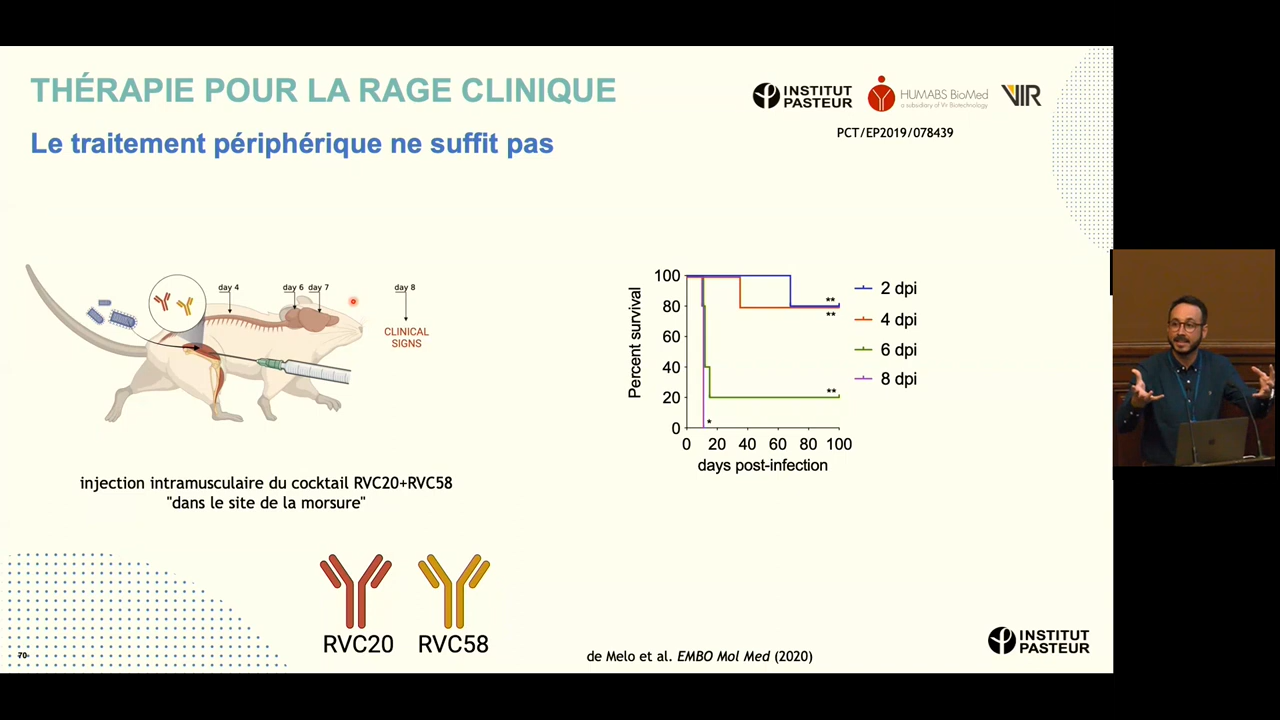 THÉRAPIE POUR LA RAGE CLINIQUE
Le traitement périphérique ne suffit pas
INSTITUT
PASTEUR
HUMABS BioMed
a subsidiary of Vir Biotechnology
VIR
PCT/EP2019/078439
day 4
day 6
day 7
day 8
CLINICAL
SIGNS
injection intramusculaire du cocktail RVC20+RVC58
"dans le site de la morsure"
RVC20
RVC58
Percent survival
100
80
60
40
20
0
**
**
**
*
0 20 40 60 80 100
days post-infection
2 dpi
4 dpi
6 dpi
8 dpi
70
de Melo et al. EMBO Mol Med (2020)
INSTITUT
PASTEUR